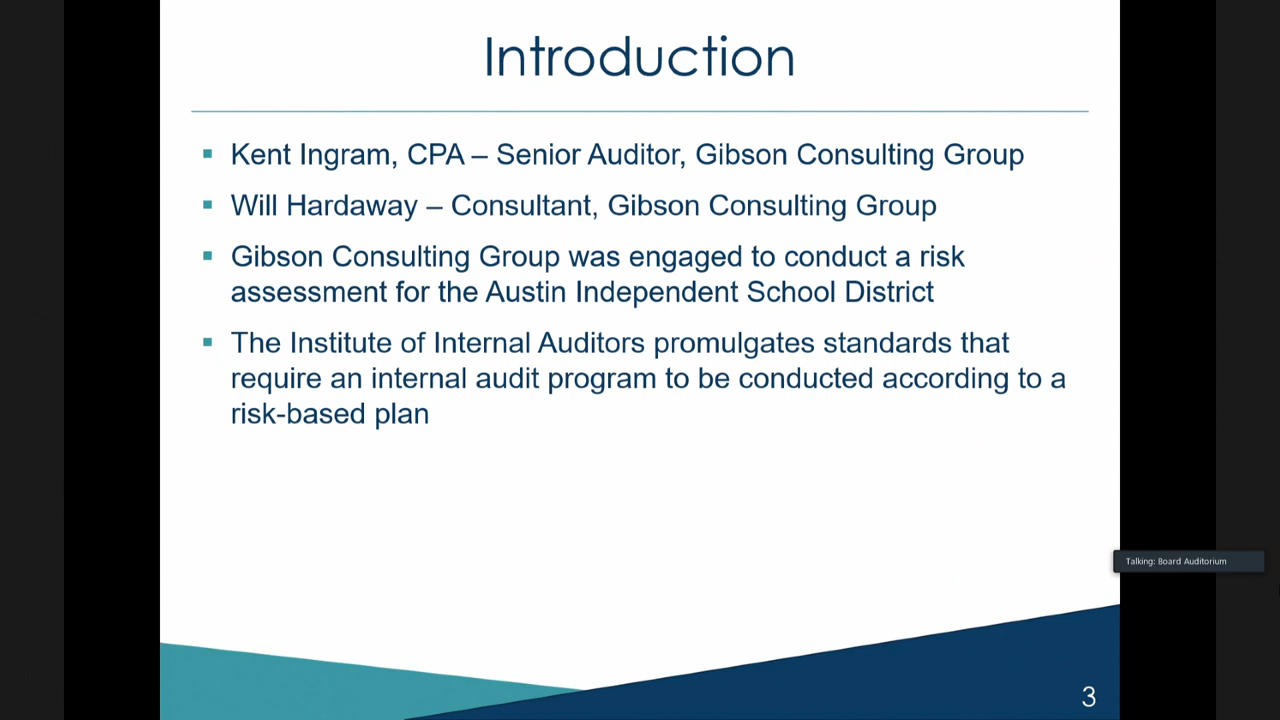 Introduction
▪ Kent Ingram, CPA – Senior Auditor, Gibson Consulting Group
▪ Will Hardaway – Consultant, Gibson Consulting Group
▪ Gibson Consulting Group was engaged to conduct a risk
assessment for the Austin Independent School District
▪ The Institute of Internal Auditors promulgates standards that
require an internal audit program to be conducted according to a
risk-based plan
Talking: Board Auditorium
3